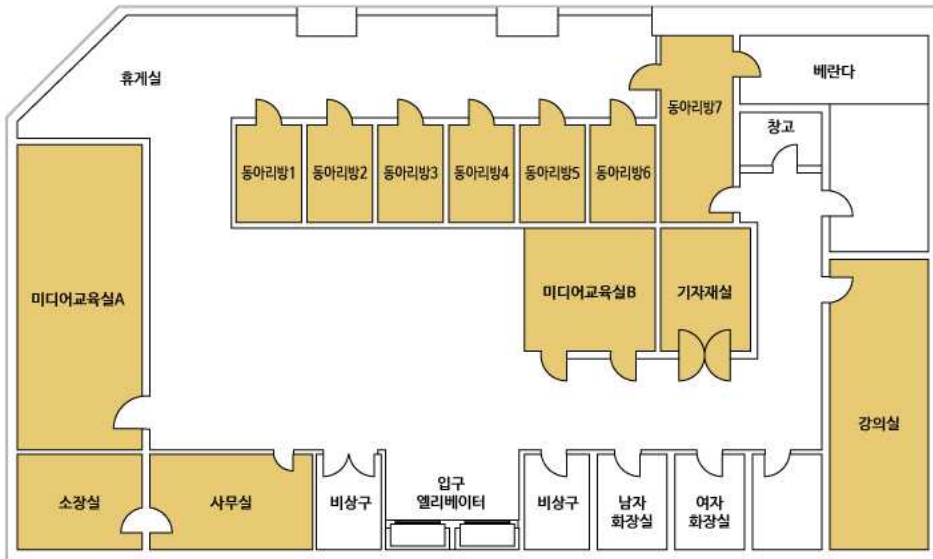 휴게실
베란다
동아리방7
창고
동아리방1
동아리방2
동아리방3
동아리방4
동아리방5
동아리방6
미디어교육실A
미디어교육실B
기자재실
강의실
소장실
사무실
비상구
입구
엘리베이터
비상구
남자
화장실
여자
화장실